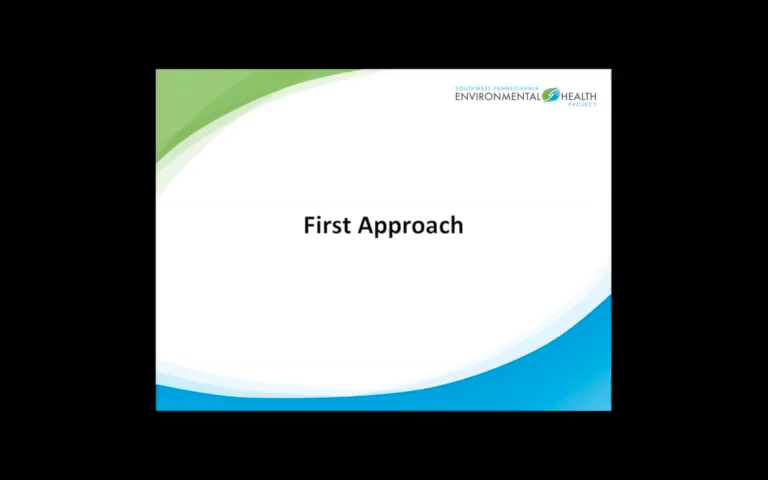 SOUTHWEST PENNSYLVANIA
ENVIRONMENTAL HEALTH
PROJECT
First Approach